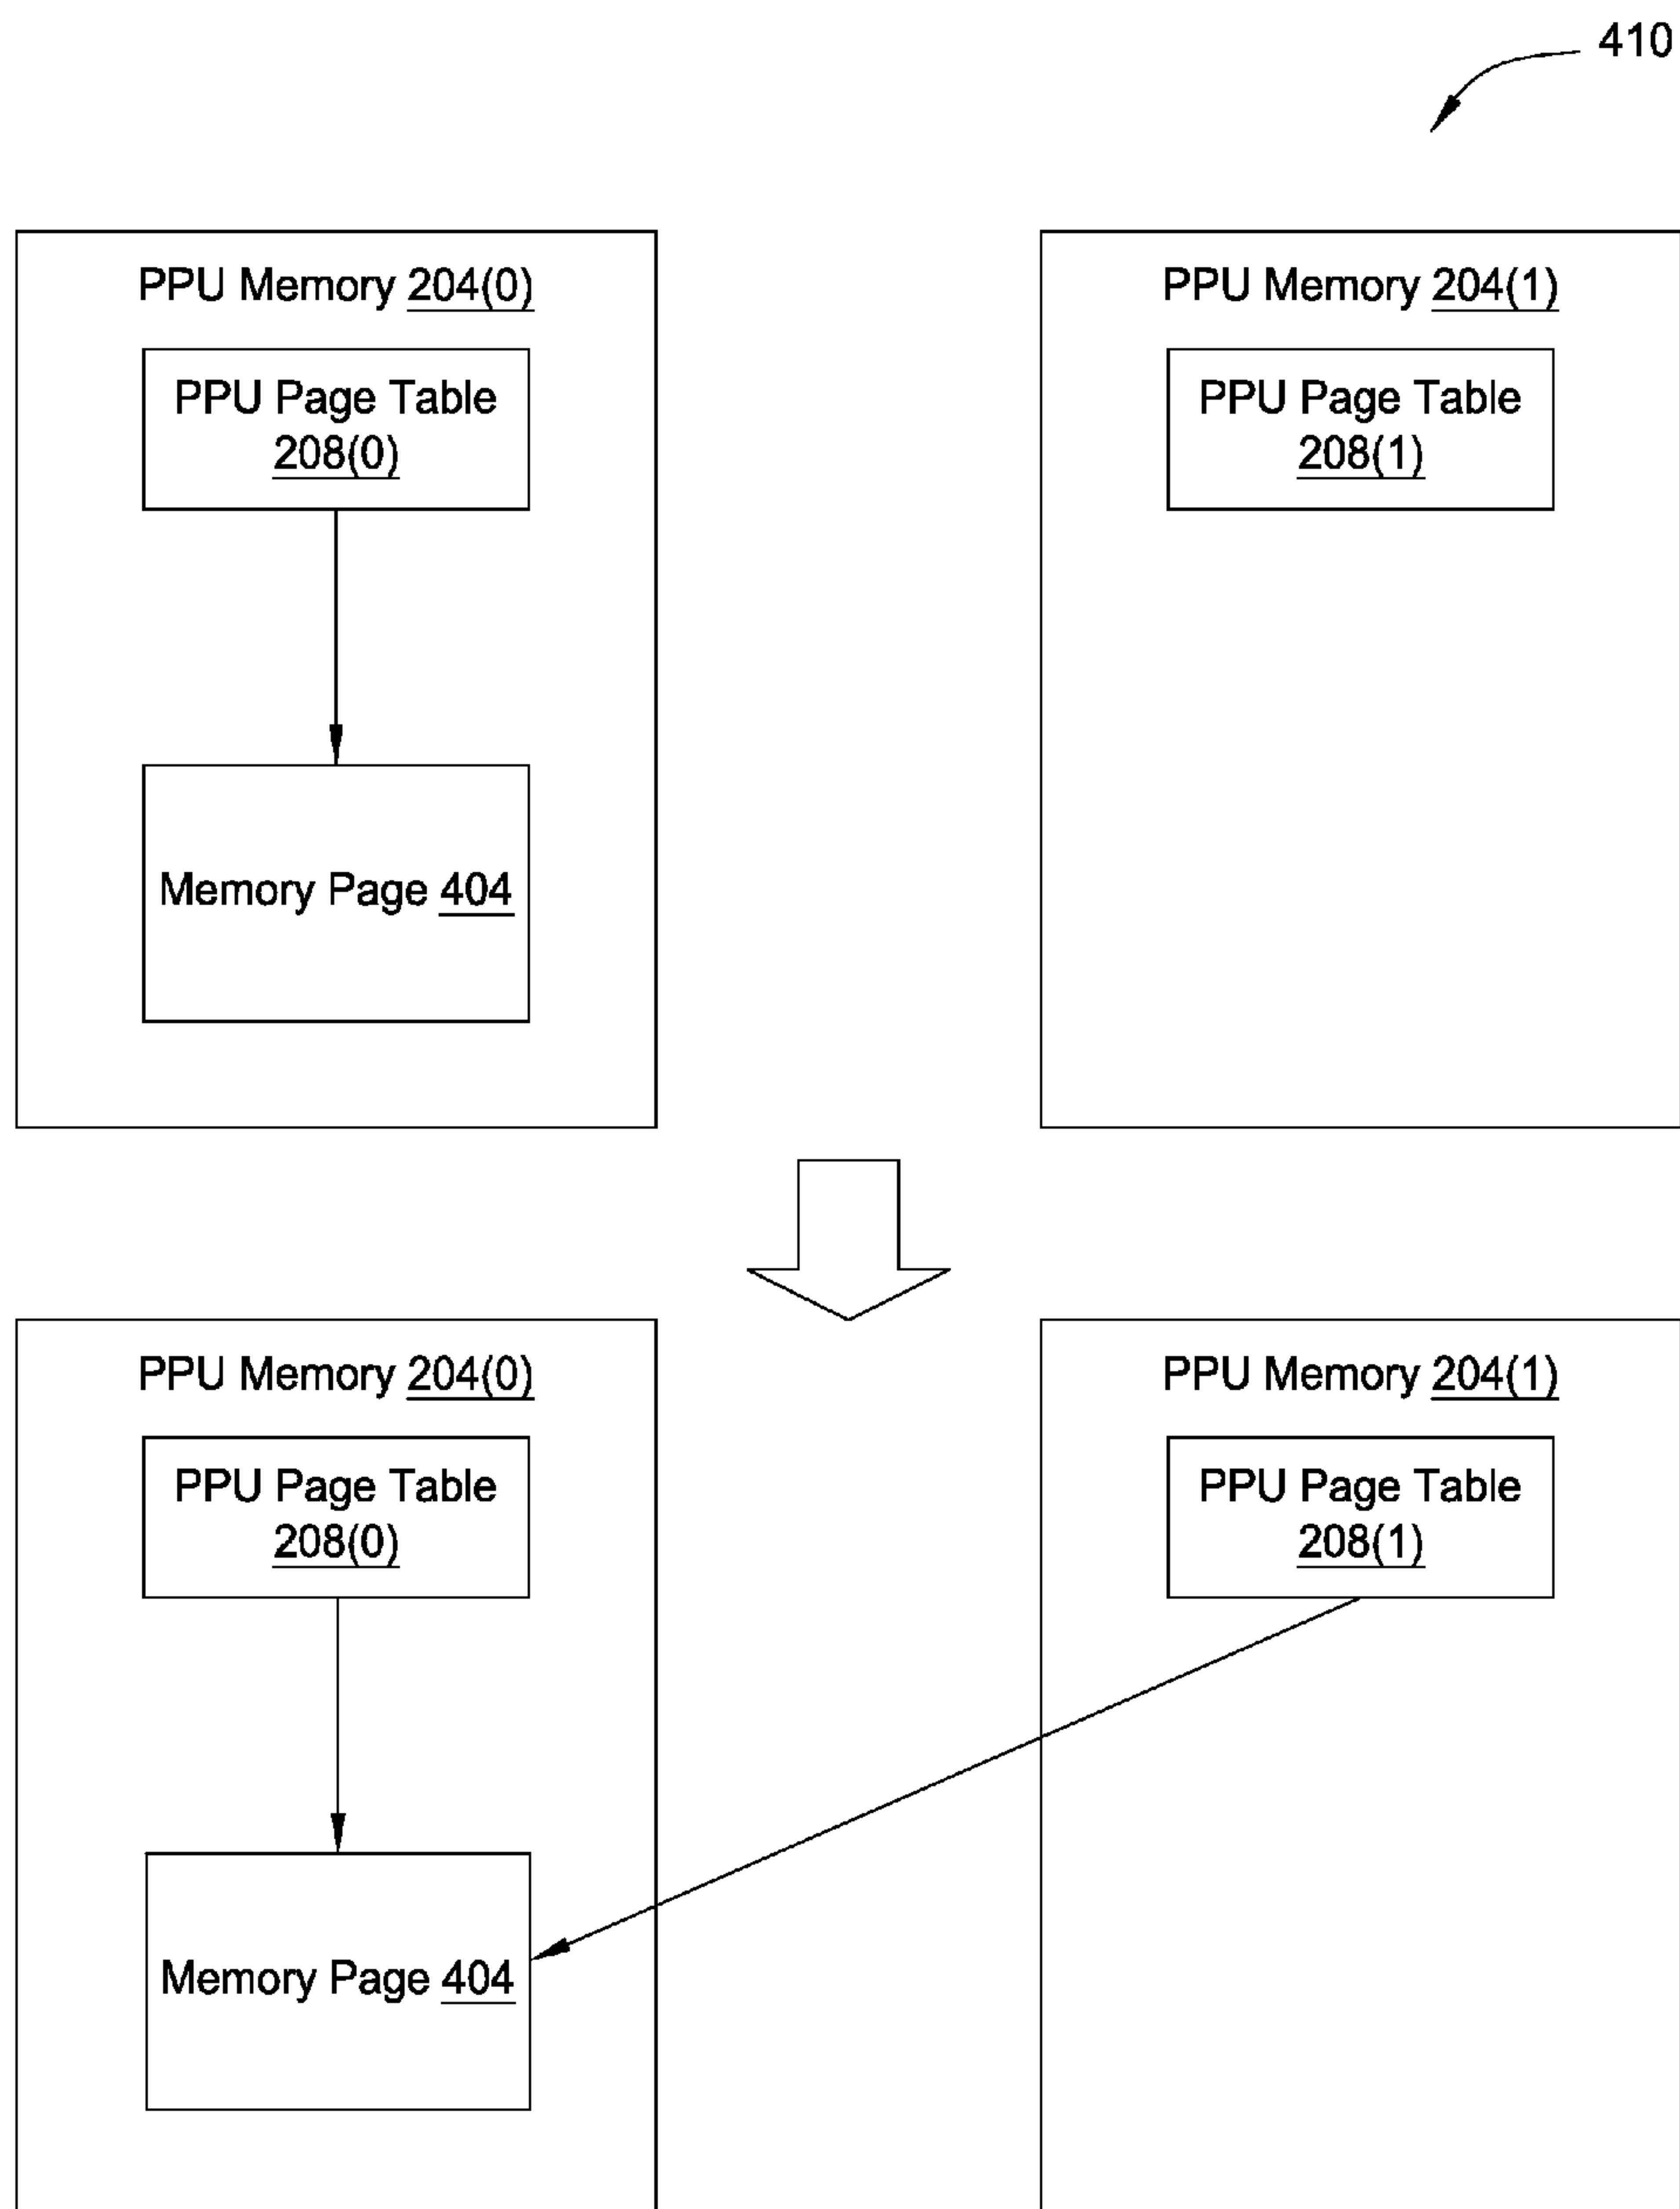 410
PPU Memory 204(0)
PPU Page Table
208(0)
Memory Page 404
PPU Memory 204(1)
PPU Page Table
208(1)
PPU Memory 204(0)
PPU Page Table
208(0)
Memory Page 404
PPU Memory 204(1)
PPU Page Table
208(1)